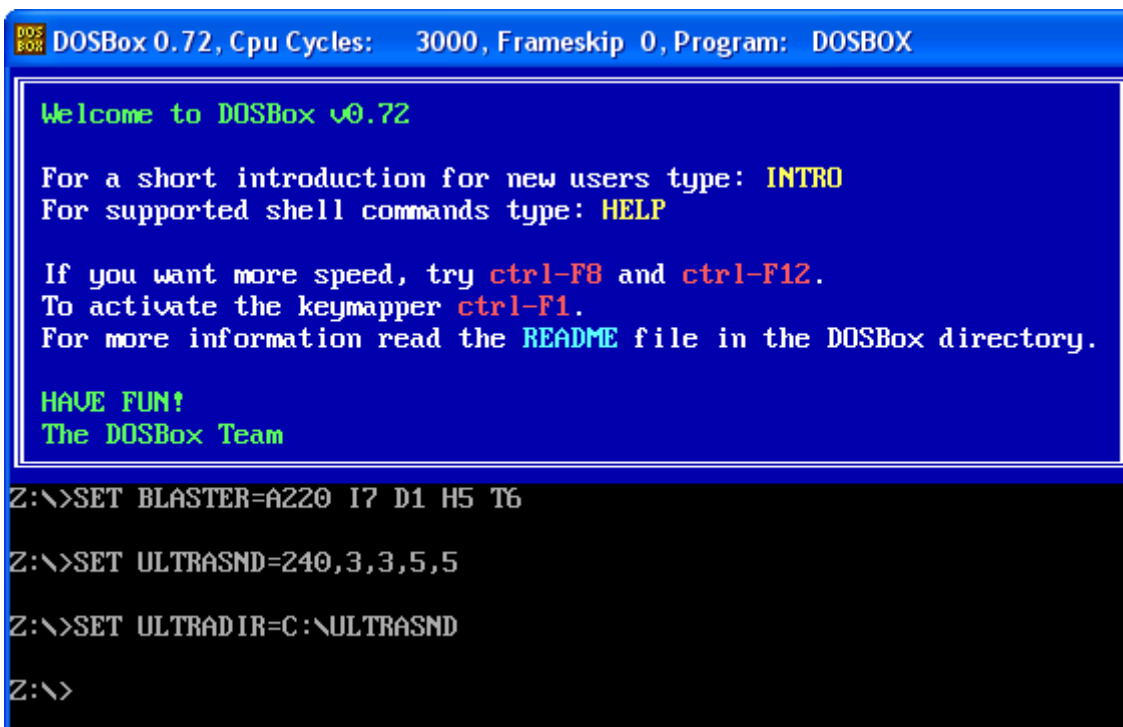 DOS
BOX
DOSBox 0.72, Cpu Cycles: 3000, Frameskip 0, Program: DOSBOX
Welcome to DOSBox v0.72
For a short introduction for new users type: INTRO
For supported shell commands type: HELP
If you want more speed, try ctrl-F8 and ctrl-F12.
To activate the keymapper ctrl-F1.
For more information read the README file in the DOSBox directory.
HAVE FUN!
The DOSBox Team
Z:\>SET BLASTER=A220 I7 D1 H5 T6
Z:\>SET ULTRASND=240,3,3,5,5
Z:\>SET ULTRADIR=C:\ULTRASND
Z:\>